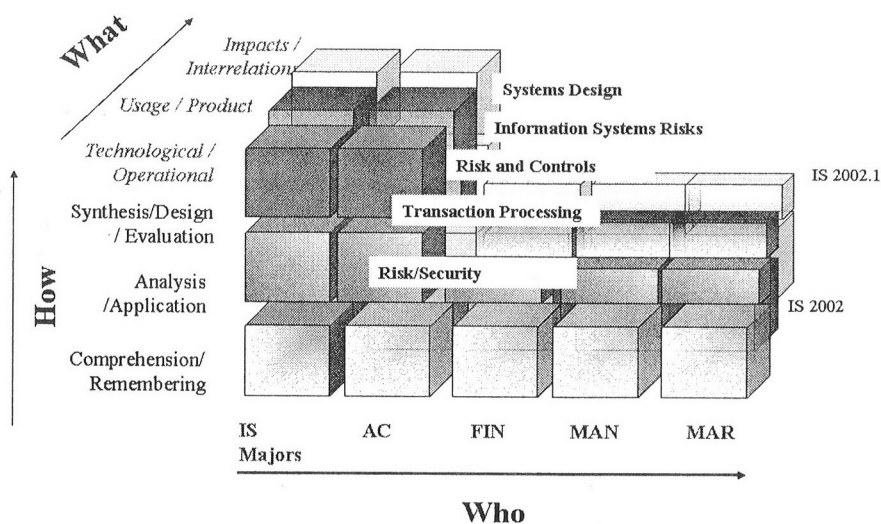 What
Impacts /
Interrelations
Usage / Product
Technological /
Operational
Systems Design
Information Systems Risks
Risk and Controls
IS 2002.1
Transaction Processing
Synthesis/Design
/ Evaluation
Risk/Security
Analysis
/Application
IS 2002
How
Comprehension/
Remembering
IS
Majors
AC
FIN
MAN
MAR
Who